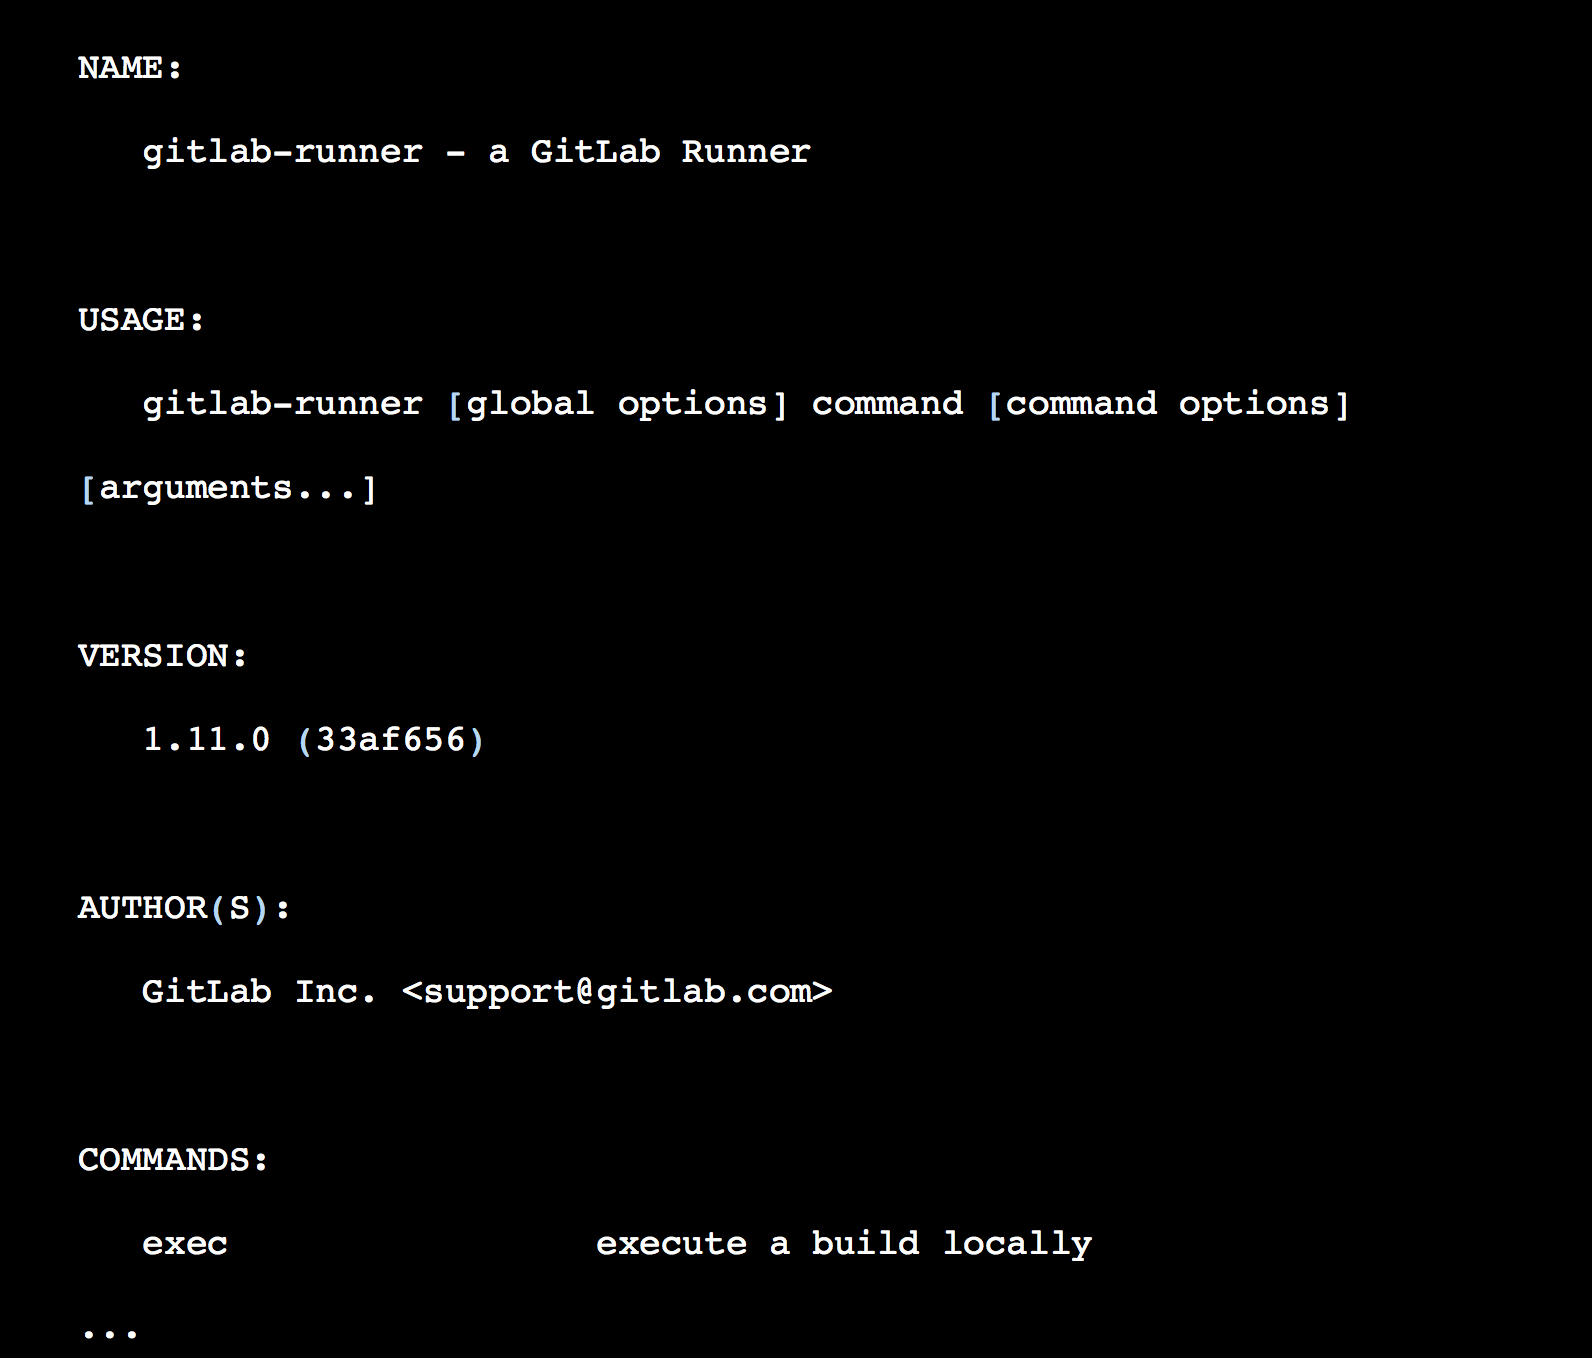 NAME:
gitlab-runner - a GitLab Runner
USAGE:
gitlab-runner [global options] command [command options]
[arguments...]
VERSION:
1.11.0 (33af656)
AUTHOR(S):
GitLab Inc. <support@gitlab.com>
COMMANDS:
exec execute a build locally
...